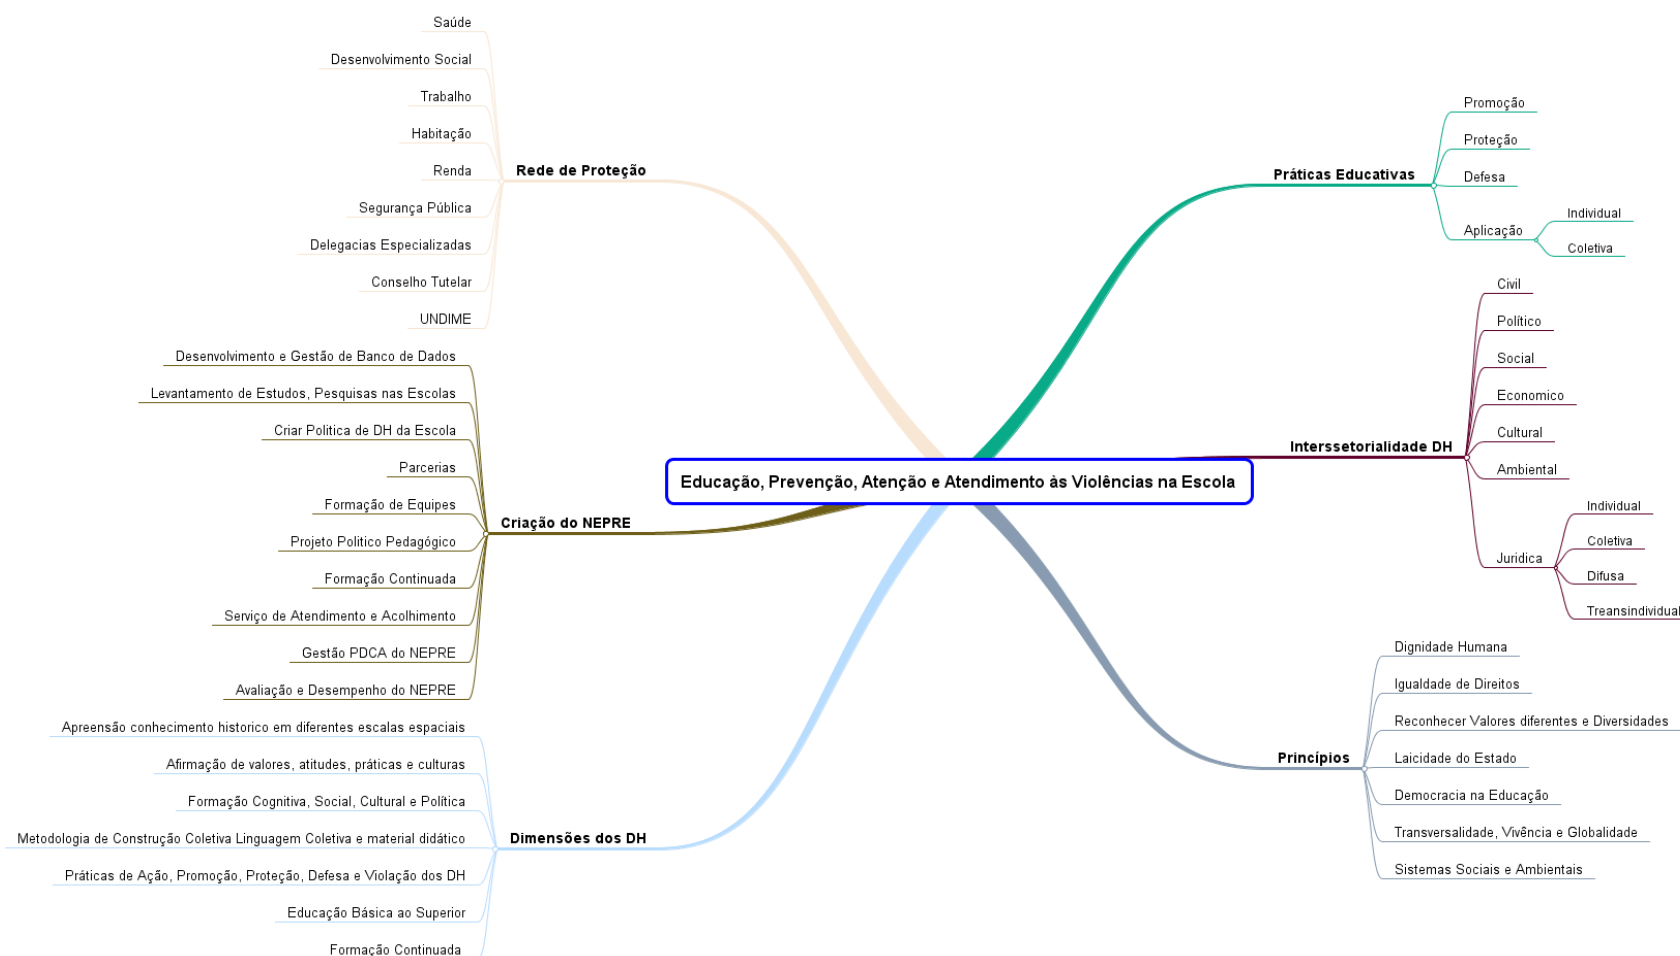 Educação, Prevenção, Atenção e Atendimento às Violências na Escola
Rede de Proteção
Saúde
Desenvolvimento Social
Trabalho
Habitação
Renda
Segurança Pública
Delegacias Especializadas
Conselho Tutelar
UNDIME
Criação do NEPRE
Desenvolvimento e Gestão de Banco de Dados
Levantamento de Estudos, Pesquisas nas Escolas
Criar Politica de DH da Escola
Parcerias
Formação de Equipes
Projeto Politico Pedagógico
Formação Continuada
Serviço de Atendimento e Acolhimento
Gestão PDCA do NEPRE
Avaliação e Desempenho do NEPRE
Dimensões dos DH
Apreensão conhecimento historico em diferentes escalas espaciais
Afirmação de valores, atitudes, práticas e culturas
Formação Cognitiva, Social, Cultural e Política
Metodologia de Construção Coletiva Linguagem Coletiva e material didático
Práticas de Ação, Promoção, Proteção, Defesa e Violação dos DH
Educação Básica ao Superior
Formação Continuada
Práticas Educativas
Promoção
Proteção
Defesa
Aplicação
Individual
Coletiva
Interssetorialidade DH
Civil
Político
Social
Economico
Cultural
Ambiental
Juridica
Individual
Coletiva
Difusa
Treansindividual
Princípios
Dignidade Humana
Igualdade de Direitos
Reconhecer Valores diferentes e Diversidades
Laicidade do Estado
Democracia na Educação
Transversalidade, Vivência e Globalidade
Sistemas Sociais e Ambientais